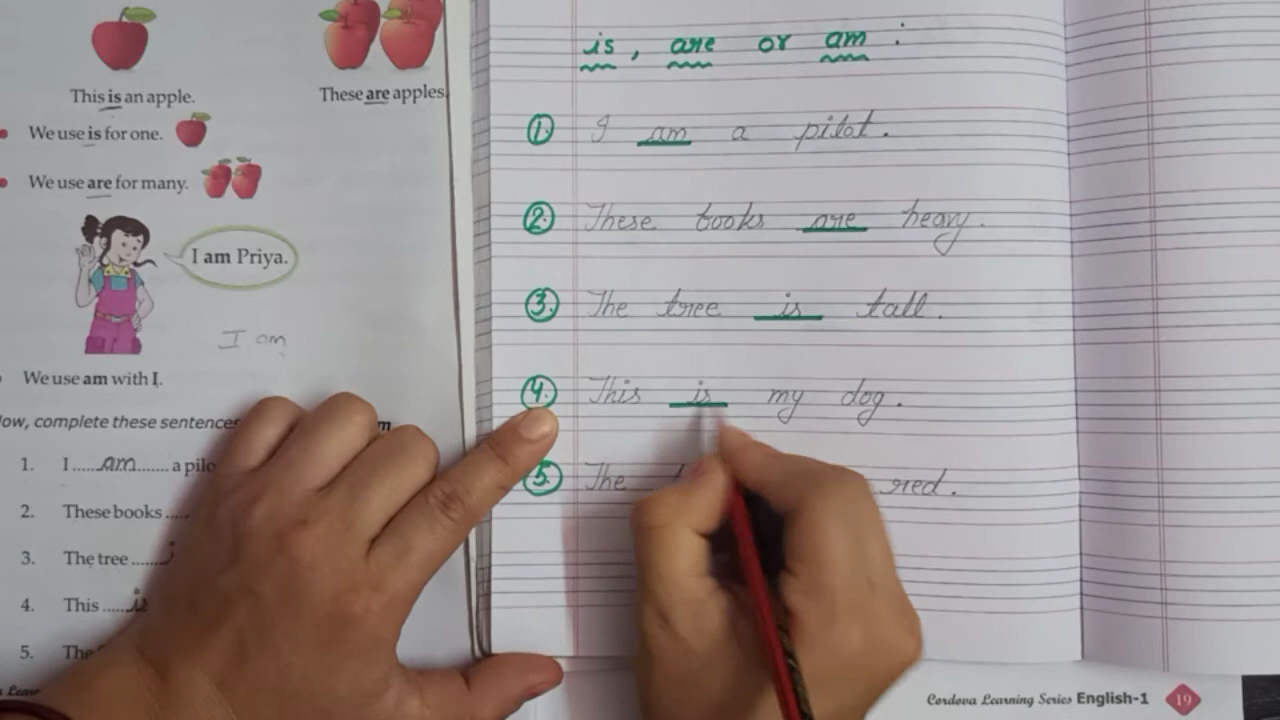 This is an apple.
These are apples.
We use is for one.
We use are for many.
I am Priya.
I am
We use am with I.
complete these sentences
1. I.....am....... a
2. These books .....
3. The tree ......
4. This .....is
5. The
is, are or am :
1. I am a pilot.
2. These books are heavy.
3. The tree is tall.
4. This is my dog.
5. The red.
Cordova Learning Series English-1 19